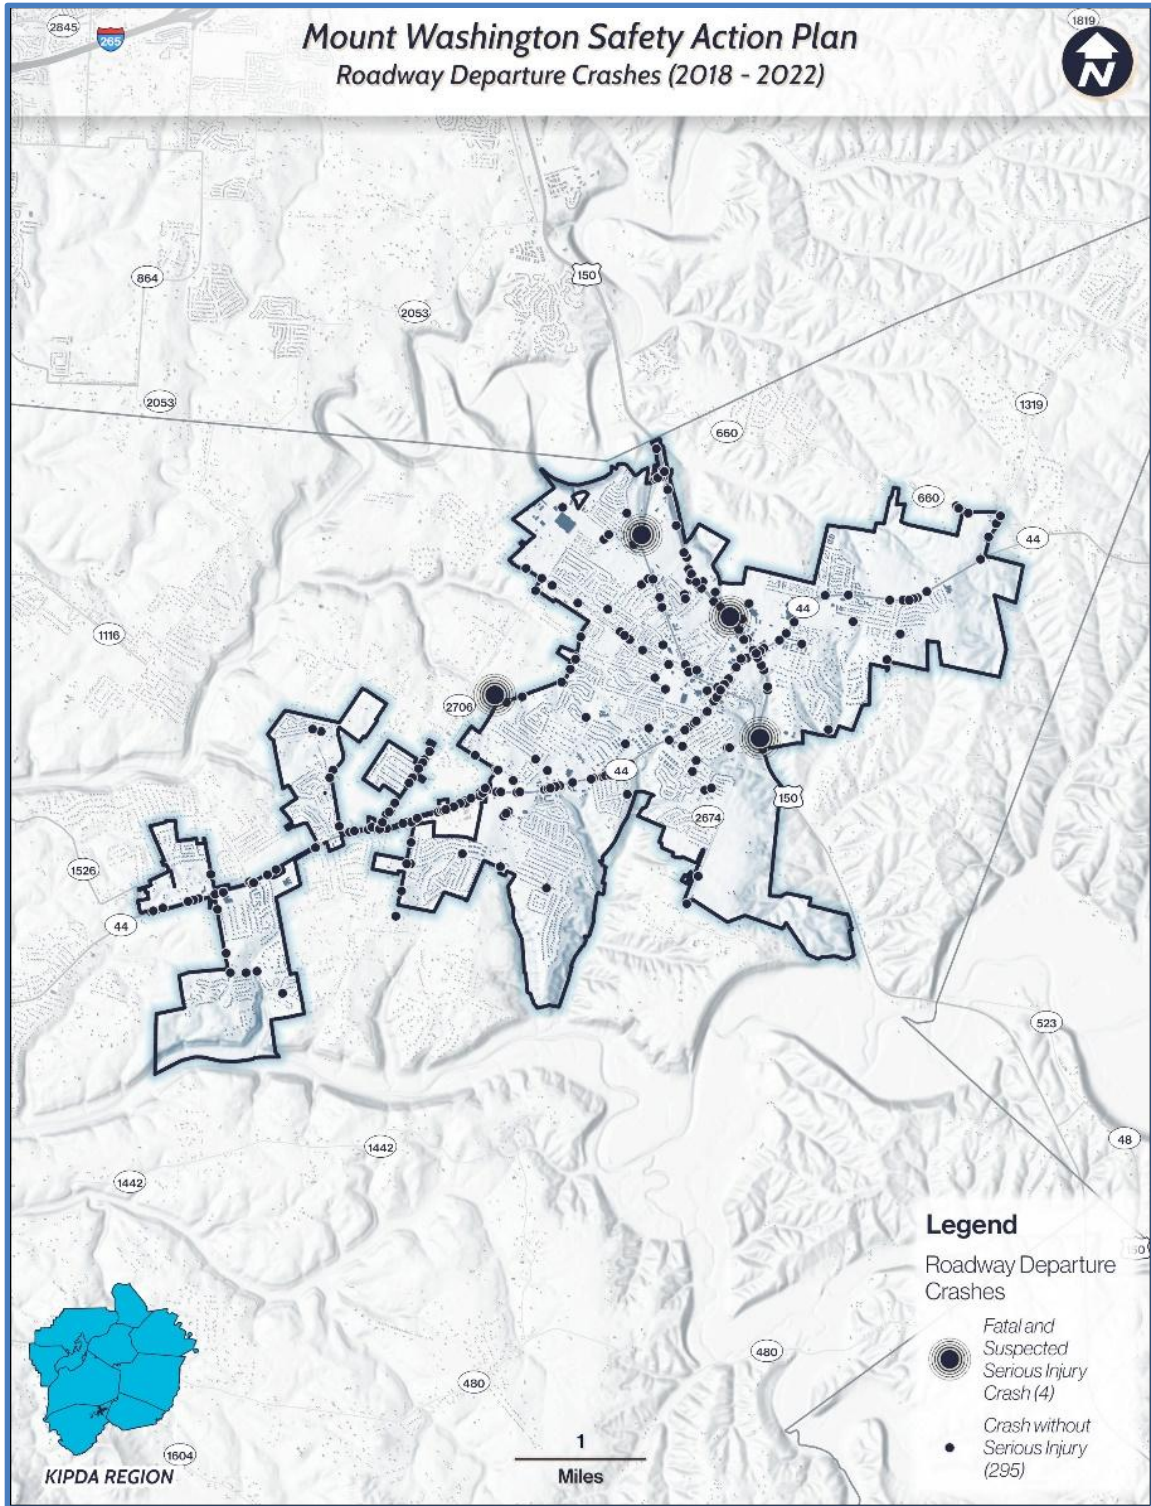 Mount Washington Safety Action Plan
Roadway Departure Crashes (2018 - 2022)
N
2845
265
1819
864
150
2053
2053
1319
660
660
44
44
1116
2706
44
150
2674
1526
44
523
48
1442
1442
480
480
1604
KIPDA REGION
1
Miles
Legend
150
Roadway Departure
Crashes
Fatal and
Suspected
Serious Injury
Crash (4)
Crash without
Serious Injury
(295)